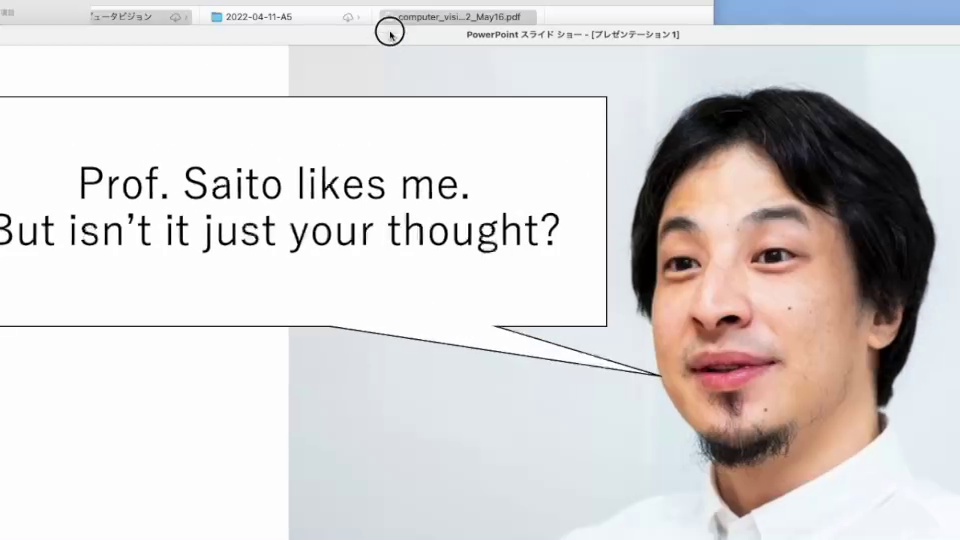 ュータビジョン
2022-04-11-A5
computer_visi...2_May16.pdf
PowerPoint スライド ショー - [プレゼンテーション1]
Prof. Saito likes me.
But isn't it just your thought?